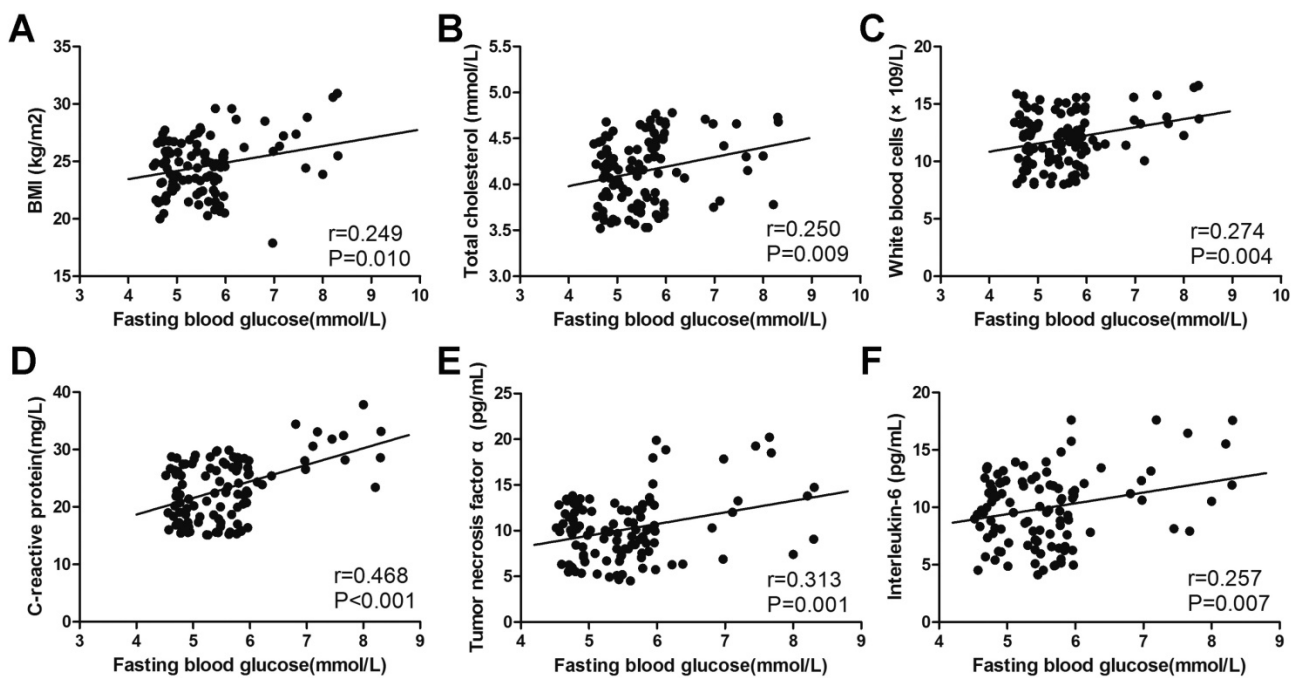 A
BMI (kg/m2)
35
30
25
20
15
3 4 5 6 7 8 9 10
Fasting blood glucose(mmol/L)
r=0.249
P=0.010
B
Total cholesterol (mmol/L)
5.5
5.0
4.5
4.0
3.5
3.0
3 4 5 6 7 8 9 10
Fasting blood glucose(mmol/L)
r=0.250
P=0.009
C
White blood cells (× 109/L)
20
15
10
5
0
3 4 5 6 7 8 9 10
Fasting blood glucose(mmol/L)
r=0.274
P=0.004
D
C-reactive protein(mg/L)
40
30
20
10
0
3 4 5 6 7 8 9
Fasting blood glucose(mmol/L)
r=0.468
P<0.001
E
Tumor necrosis factor α (pg/mL)
25
20
15
10
5
0
4 5 6 7 8 9
Fasting blood glucose(mmol/L)
r=0.313
P=0.001
F
Interleukin-6 (pg/mL)
20
15
10
5
0
4 5 6 7 8 9
Fasting blood glucose(mmol/L)
r=0.257
P=0.007